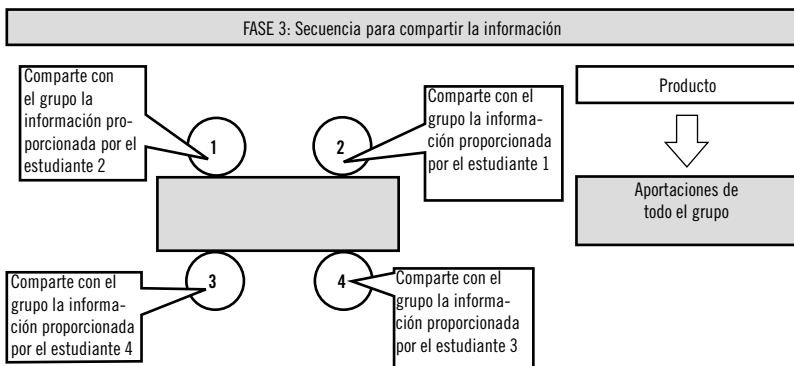 FASE 3: Secuencia para compartir la información
Comparte con
el grupo la
información pro-
porcionada por el
estudiante 2
1
2
Comparte con el
grupo la infor-
mación proporcionada
por el estudiante 1
Producto
Aportaciones de
todo el grupo
Comparte con el
grupo la informa-
ción proporcionada
por el estudiante 4
3
4
Comparte con el
grupo la informa-
ción proporcionada
por el estudiante 3